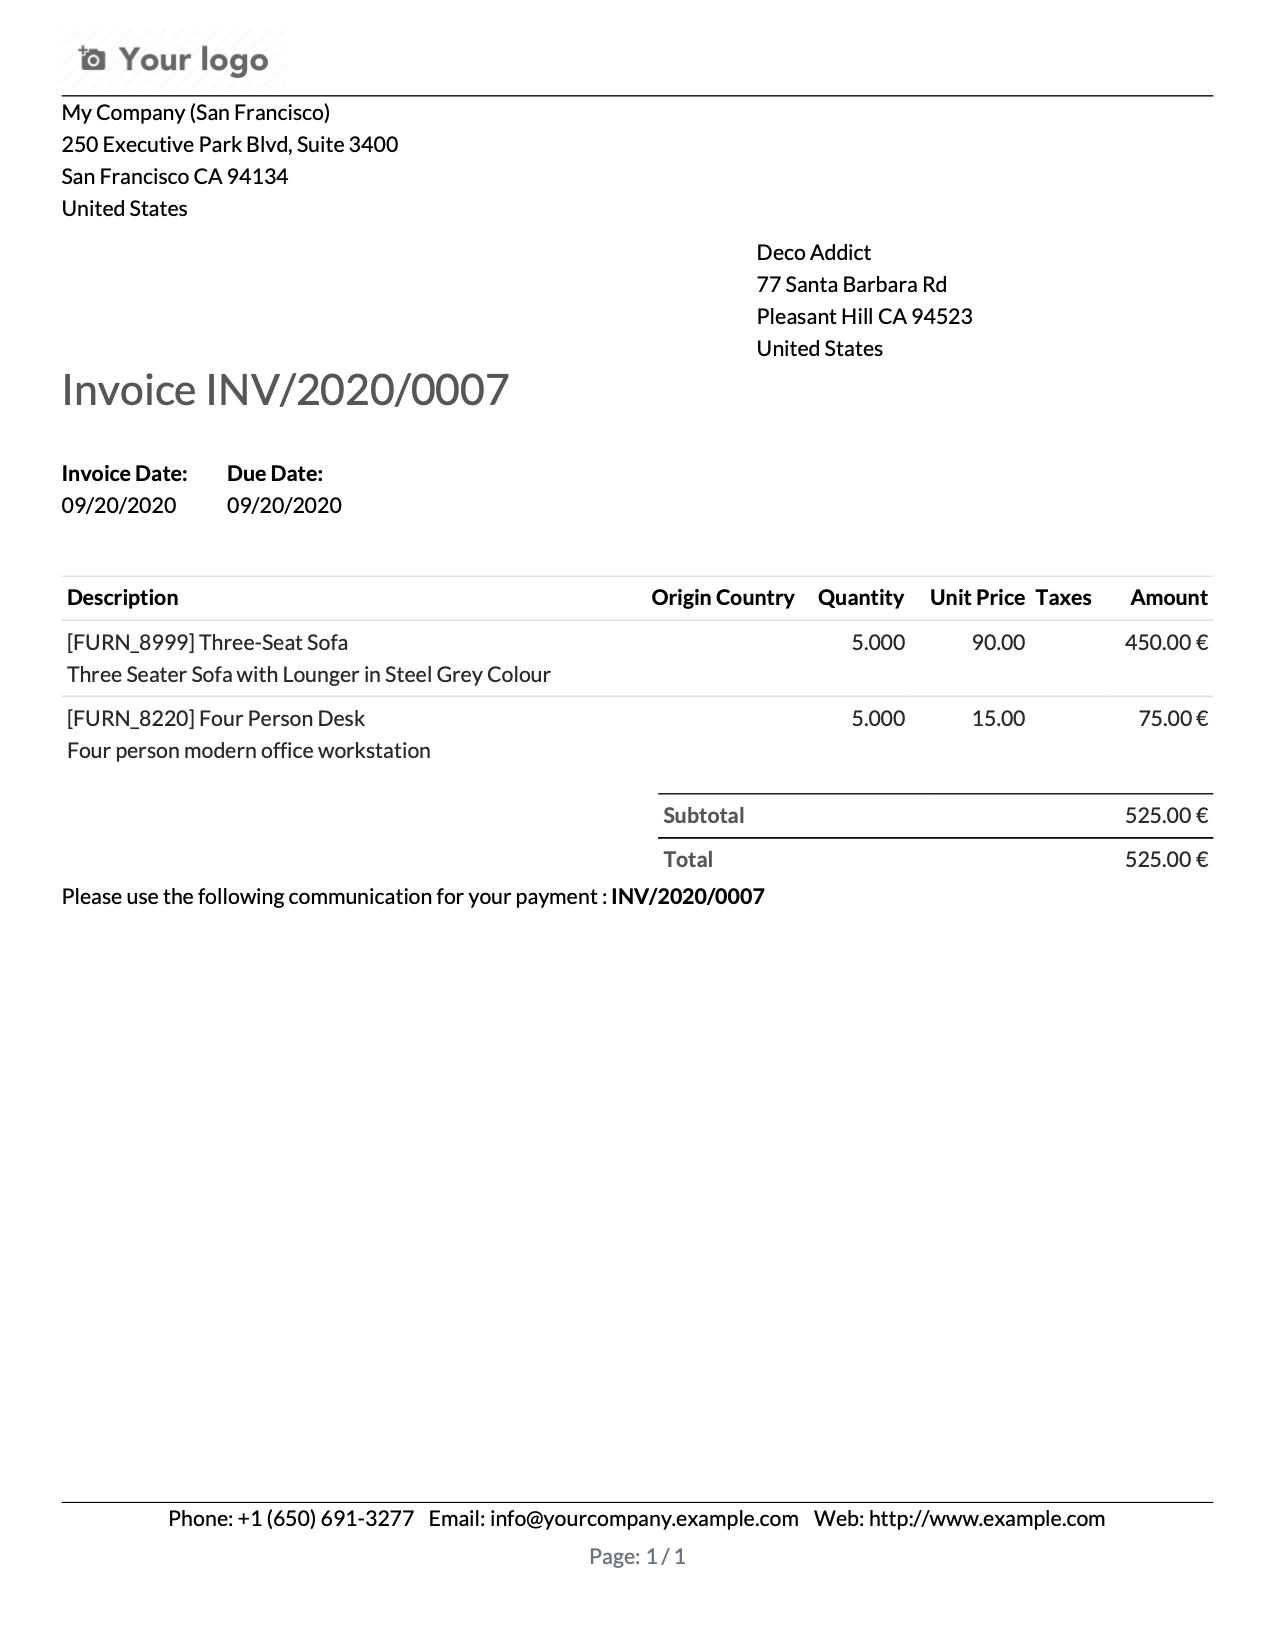 Your logo
My Company (San Francisco)
250 Executive Park Blvd, Suite 3400
San Francisco CA 94134
United States
Deco Addict
77 Santa Barbara Rd
Pleasant Hill CA 94523
United States
Invoice INV/2020/0007
Invoice Date: Due Date:
09/20/2020 09/20/2020
Description Origin Country Quantity Unit Price Taxes Amount
[FURN_8999] Three-Seat Sofa 5.000 90.00 450.00 €
Three Seater Sofa with Lounger in Steel Grey Colour
[FURN_8220] Four Person Desk 5.000 15.00 75.00 €
Four person modern office workstation
Subtotal 525.00 €
Total 525.00 €
Please use the following communication for your payment : INV/2020/0007
Phone: +1 (650) 691-3277 Email: info@yourcompany.example.com Web: http://www.example.com
Page: 1 / 1